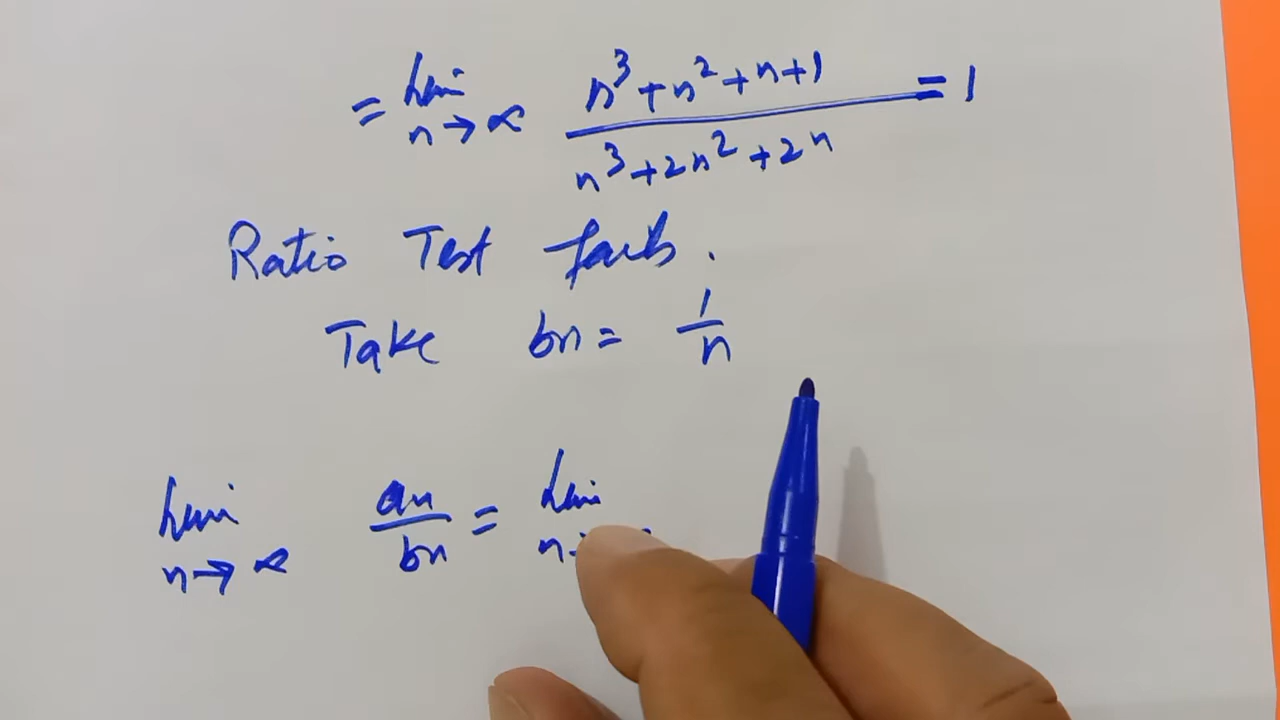 = lim n→∞ n³+n²+n+1 / n³+2n²+2n = 1
Ratio Test fails.
Take bn = 1/n
lim n→∞ an/bn = lim